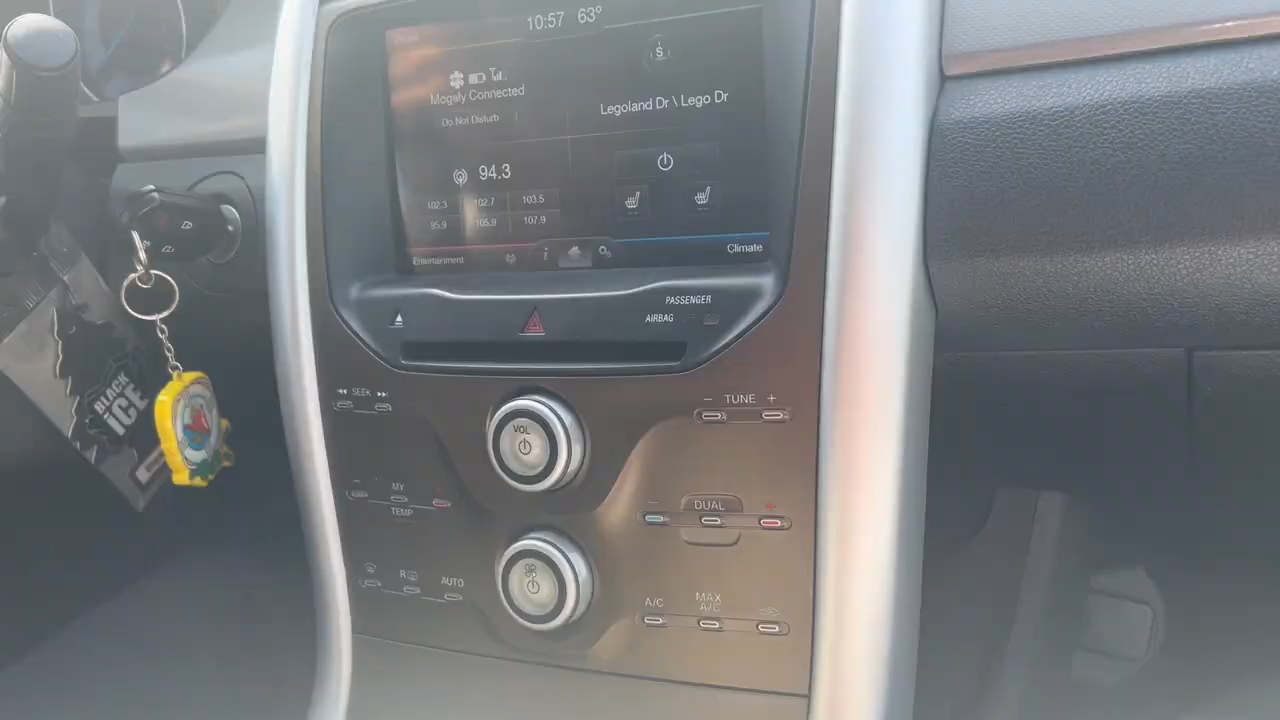 10:57 63°
S
Mogely Connected
Do Not Disturb
Legoland Dr \ Lego Dr
94.3
102.3 102.7 103.5
95.9 105.9 107.9
Entertainment
i
Climate
PASSENGER
AIRBAG
SEEK
VOL
− TUNE +
BLACK
iCE
MY
TEMP
− DUAL +
R
AUTO
A/C
MAX
A/C